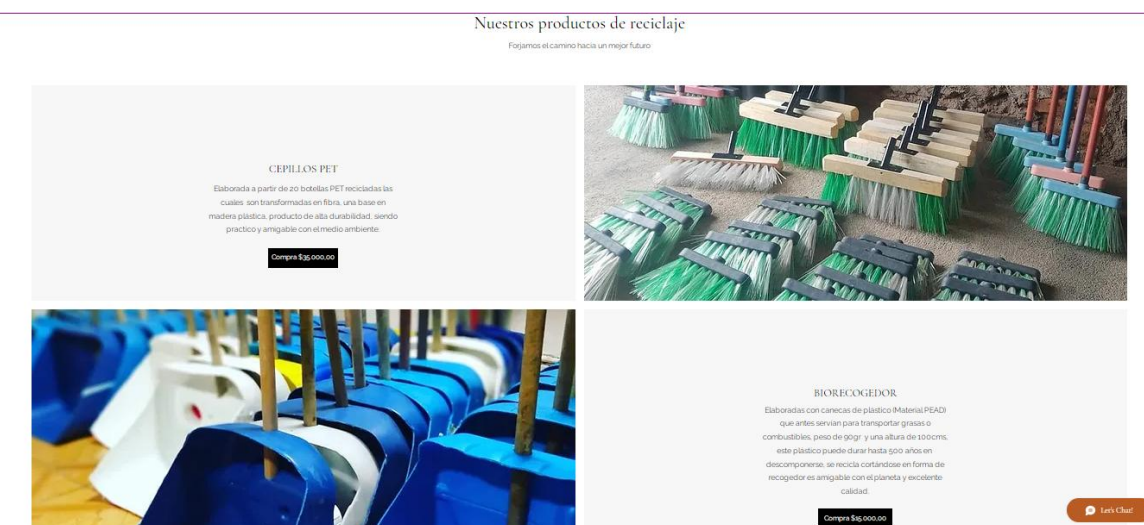 Nuestros productos de reciclaje
Forjamos el camino hacia un mejor futuro
CEPILLOS PET
Elaborada a partir de 20 botellas PET recicladas las
cuales son transformadas en fibra, una base en
madera plástica, producto de alta durabilidad, siendo
practico y amigable con el medio ambiente.
Compra $35.000,00
BIORECOGEDOR
Elaboradas con canecas de plastico (Material PEAD)
que antes servian para transportar grasas o
combustibles, peso de 90gr y una altura de 100cms,
este plastico puede durar hasta 500 años en
descomponerse, se recicla cortandose en forma de
recogedor es amigable con el planeta y excelente
calidad.
Compra $15.000,00
Let's Chat!